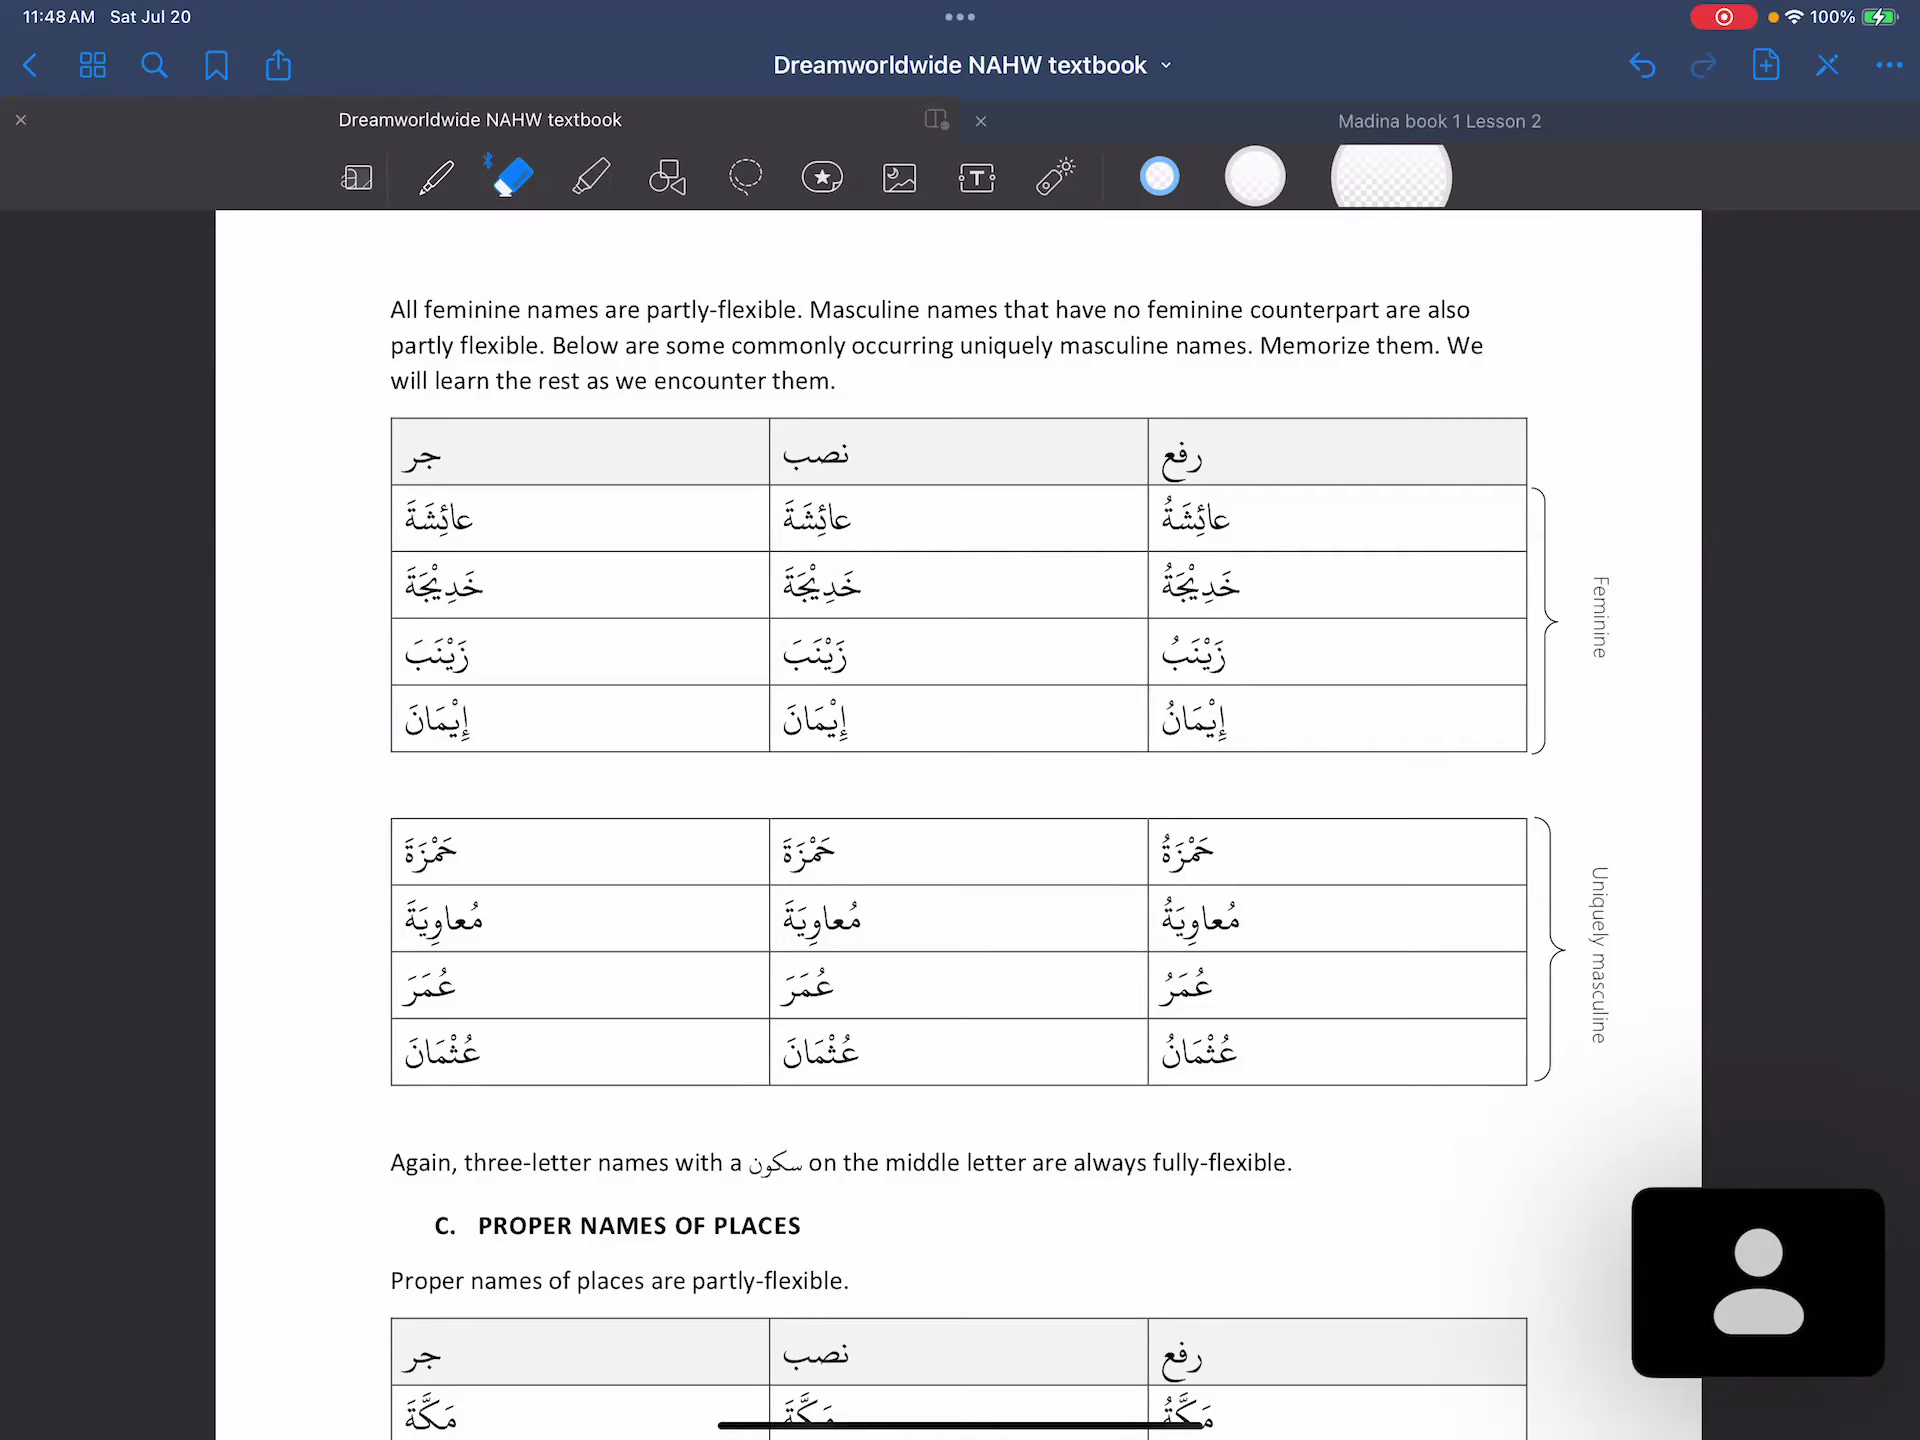 11:48 AM Sat Jul 20
100%
Dreamworldwide NAHW textbook
Dreamworldwide NAHW textbook
Madina book 1 Lesson 2
All feminine names are partly-flexible. Masculine names that have no feminine counterpart are also
partly flexible. Below are some commonly occurring uniquely masculine names. Memorize them. We
will learn the rest as we encounter them.
جر نصب رفع
عائِشَةَ عائِشَةَ عائِشَةُ
خَدِيْجَةَ خَدِيْجَةَ خَدِيْجَةُ
زَيْنَبَ زَيْنَبَ زَيْنَبُ
إِيْمَانَ إِيْمَانَ إِيْمَانُ
Feminine
حَمْزَةَ حَمْزَةَ حَمْزَةُ
مُعاوِيَةَ مُعاوِيَةَ مُعاوِيَةُ
عُمَرَ عُمَرَ عُمَرُ
عُثْمَانَ عُثْمَانَ عُثْمَانُ
Uniquely masculine
Again, three-letter names with a سكون on the middle letter are always fully-flexible.
C. PROPER NAMES OF PLACES
Proper names of places are partly-flexible.
جر نصب رفع
مَكَّةَ مَكَّةَ مَكَّةُ